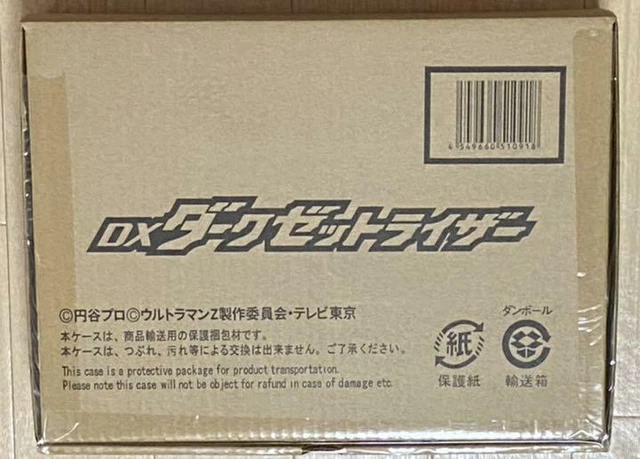 4 549660 510918
DXダークゼットライザー
©円谷プロ©ウルトラマンZ製作委員会・テレビ東京
本ケースは、商品輸送用の保護梱包材です。
本ケースは、つぶれ、汚れ等による交換は出来ません。ご了承ください。
This case is a protective package for product transportation.
Please note this case will not be object for rafund in case of damage etc.
紙
保護紙
ダンボール
輸送箱